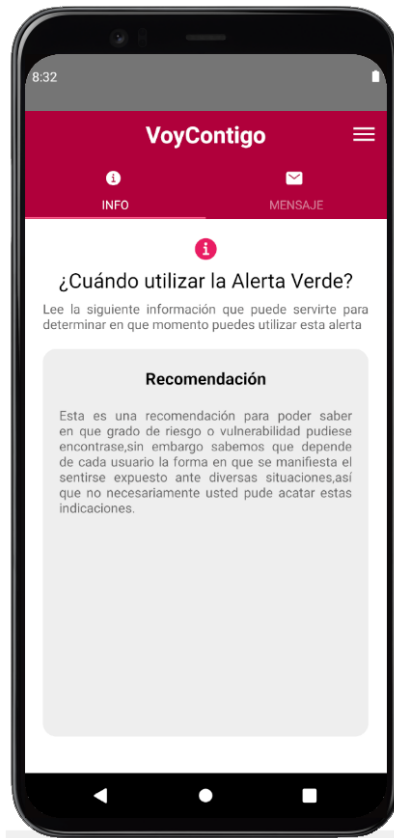 8:32
VoyContigo
INFO
MENSAJE
¿Cuándo utilizar la Alerta Verde?
Lee la siguiente información que puede servirte para
determinar en que momento puedes utilizar esta alerta
Recomendación
Esta es una recomendación para poder saber
en que grado de riesgo o vulnerabilidad pudiese
encontrase,sin embargo sabemos que depende
de cada usuario la forma en que se manifiesta el
sentirse expuesto ante diversas situaciones,así
que no necesariamente usted pude acatar estas
indicaciones.